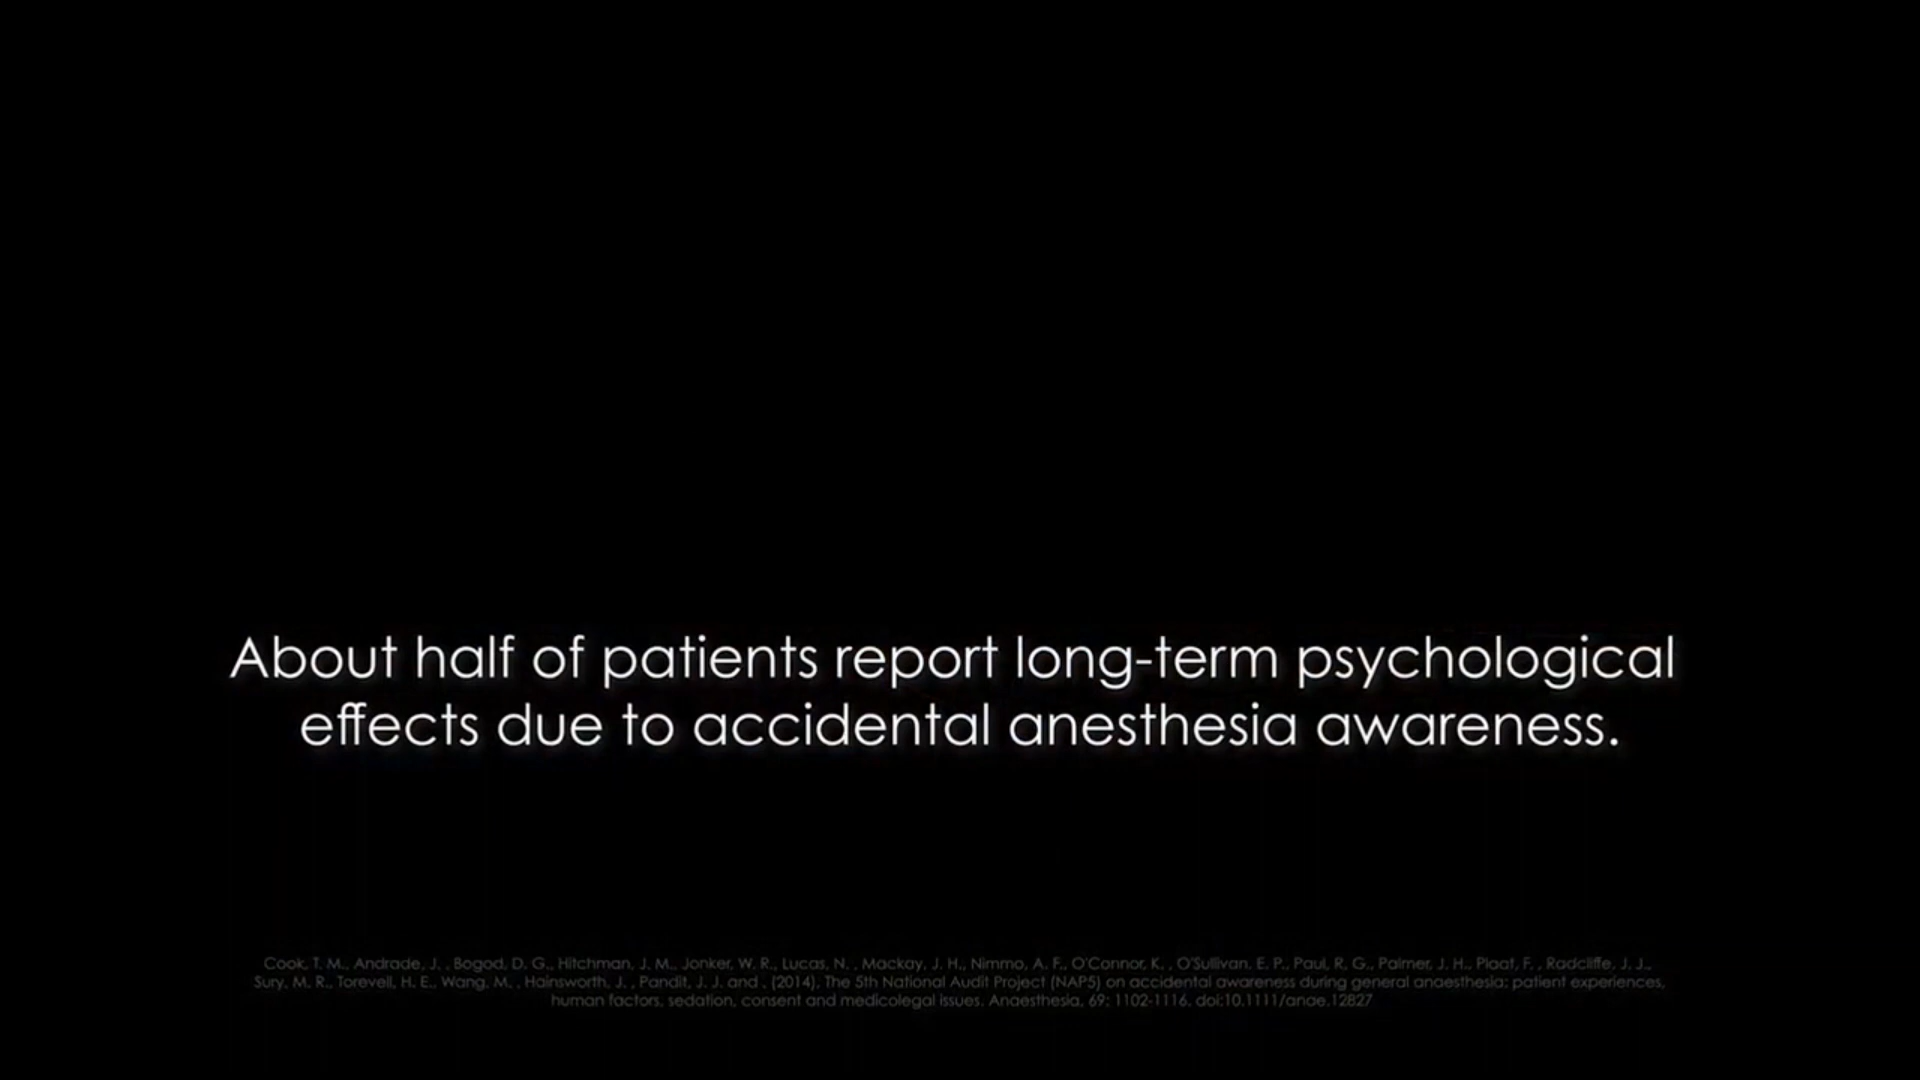 About half of patients report long-term psychological
effects due to accidental anesthesia awareness.
Cook, T. M., Andrade, J. , Bogod, D. G., Hitchman, J. M., Jonker, W. R., Lucas, N. , Mackay, J. H., Nimmo, A. F., O'Connor, K. , O'Sullivan, E. P., Paul, R. G., Palmer, J. H., Plaat, F. , Radcliffe, J. J.,
Sury, M. R., Torevell, H. E., Wang, M. , Hainsworth, J. , Pandit, J. J. and , (2014), The 5th National Audit Project (NAP5) on accidental awareness during general anaesthesia: patient experiences,
human factors, sedation, consent and medicolegal issues. Anaesthesia, 69: 1102-1116. doi:10.1111/anae.12827